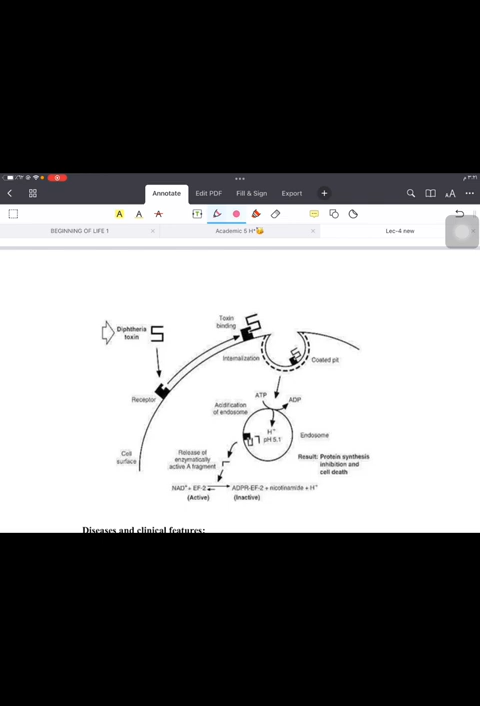 ٣:٢١ م
Annotate
Edit PDF
Fill & Sign
Export
BEGINNING OF LIFE 1
Academic 5 H*🤩
Lec-4 new
Diphtheria
toxin
Toxin
binding
Internalization
Coated pit
Receptor
ATP
ADP
Acidification
of endosome
H+
pH 5.1
Endosome
Cell
surface
Release of
enzymatically
active A fragment
Result: Protein synthesis
inhibition and
cell death
NAD+ + EF-2 ADPR-EF-2 + nicotinamide + H+
(Active) (Inactive)
Diseases and clinical features: